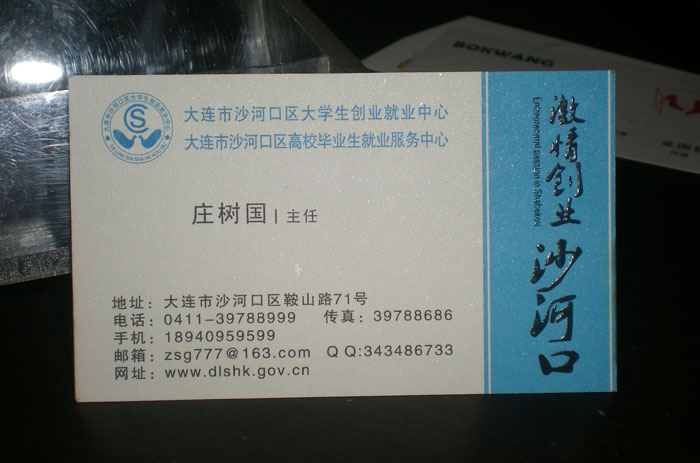 大连市沙河口区大学生创业就业中心
大连市沙河口区高校毕业生就业服务中心
庄树国 | 主任
地址：大连市沙河口区鞍山路71号
电话：0411-39788999 传真：39788686
手机：18940959599
邮箱：zsg777@163.com QQ:343486733
网址：www.dlshk.gov.cn
激情创业
沙河口
BOKWANG